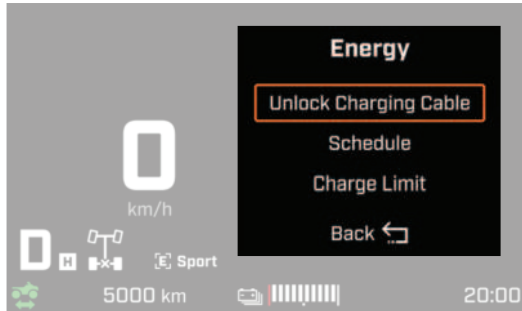 Energy
Unlock Charging Cable
Schedule
Charge Limit
Back
0
km/h
D H
[E] Sport
5000 km
20:00